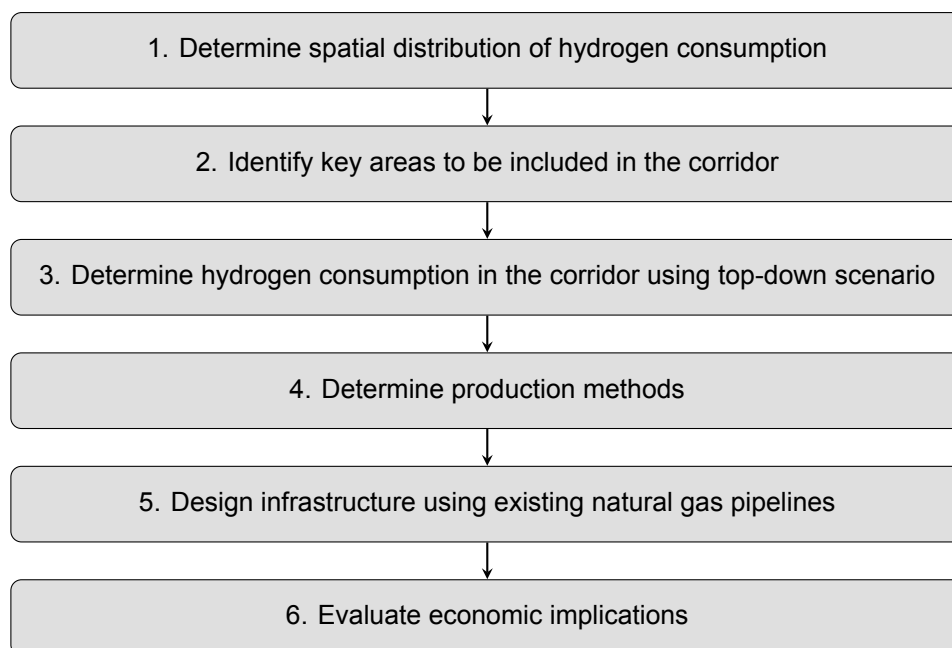 1. Determine spatial distribution of hydrogen consumption
2. Identify key areas to be included in the corridor
3. Determine hydrogen consumption in the corridor using top-down scenario
4. Determine production methods
5. Design infrastructure using existing natural gas pipelines
6. Evaluate economic implications